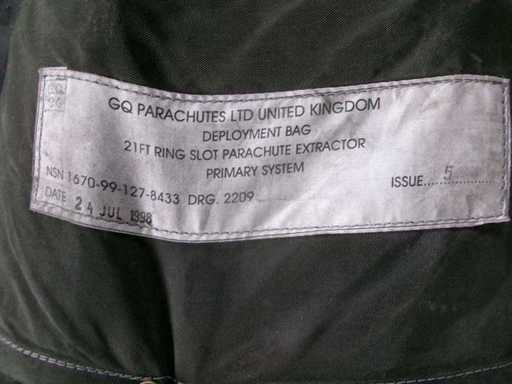 GQ PARACHUTES LTD UNITED KINGDOM
DEPLOYMENT BAG
21FT RING SLOT PARACHUTE EXTRACTOR
PRIMARY SYSTEM
NSN 1670-99-127-8433 DRG. 2209
ISSUE.....5.....
DATE 24 JUL 1998